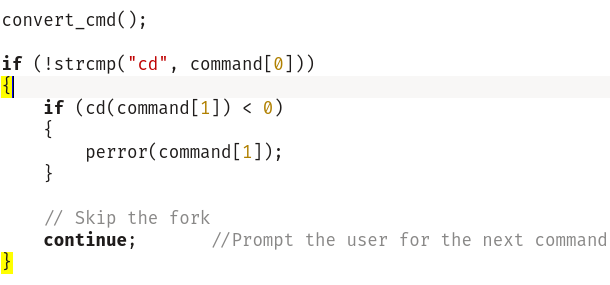 convert_cmd();
if (!strcmp("cd", command[0]))
{
if (cd(command[1]) < 0)
{
perror(command[1]);
}
// Skip the fork
continue; //Prompt the user for the next command
}